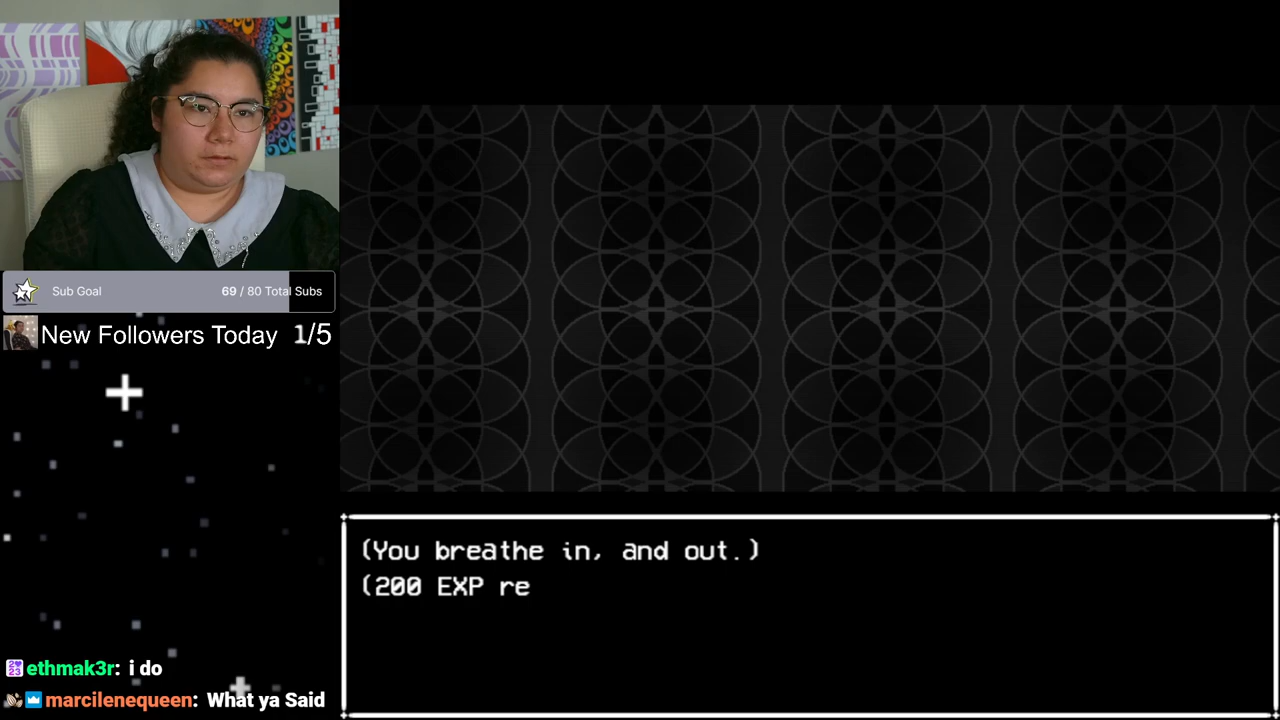 Sub Goal 69 / 80 Total Subs
New Followers Today 1/5
ethmak3r: i do
marcilenequeen: What ya Said
(You breathe in, and out.)
(200 EXP re